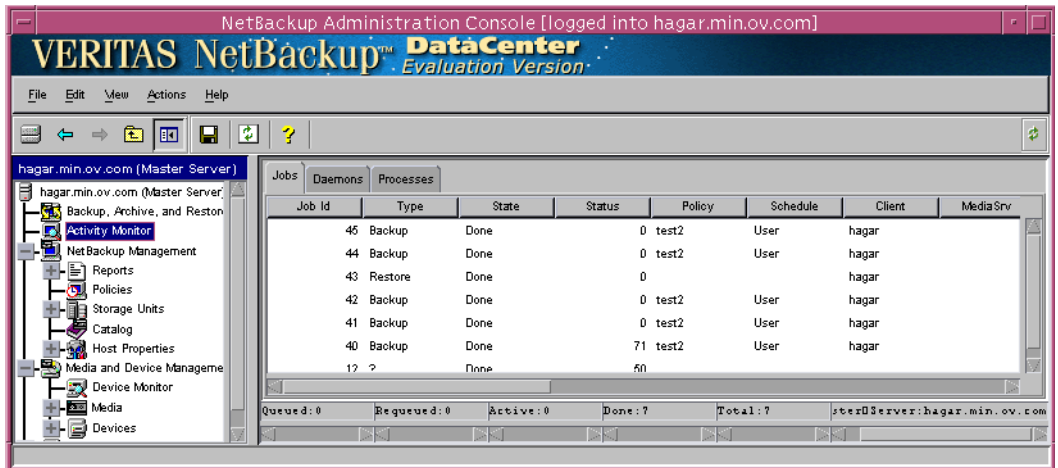 NetBackup Administration Console [logged into hagar.min.ov.com]
VERITAS NetBackup™ DataCenter
Evaluation Version
File Edit View Actions Help
hagar.min.ov.com (Master Server)
hagar.min.ov.com (Master Server
Backup, Archive, and Restor
Activity Monitor
NetBackup Management
Reports
Policies
Storage Units
Catalog
Host Properties
Media and Device Manageme
Device Monitor
Media
Devices
Jobs Daemons Processes
Job Id Type State Status Policy Schedule Client MediaSrv
45 Backup Done 0 test2 User hagar
44 Backup Done 0 test2 User hagar
43 Restore Done 0 hagar
42 Backup Done 0 test2 User hagar
41 Backup Done 0 test2 User hagar
40 Backup Done 71 test2 User hagar
12 ? Done 50
Queued:0 Requeued:0 Active:0 Done:7 Total:7 ster▯Server:hagar.min.ov.com